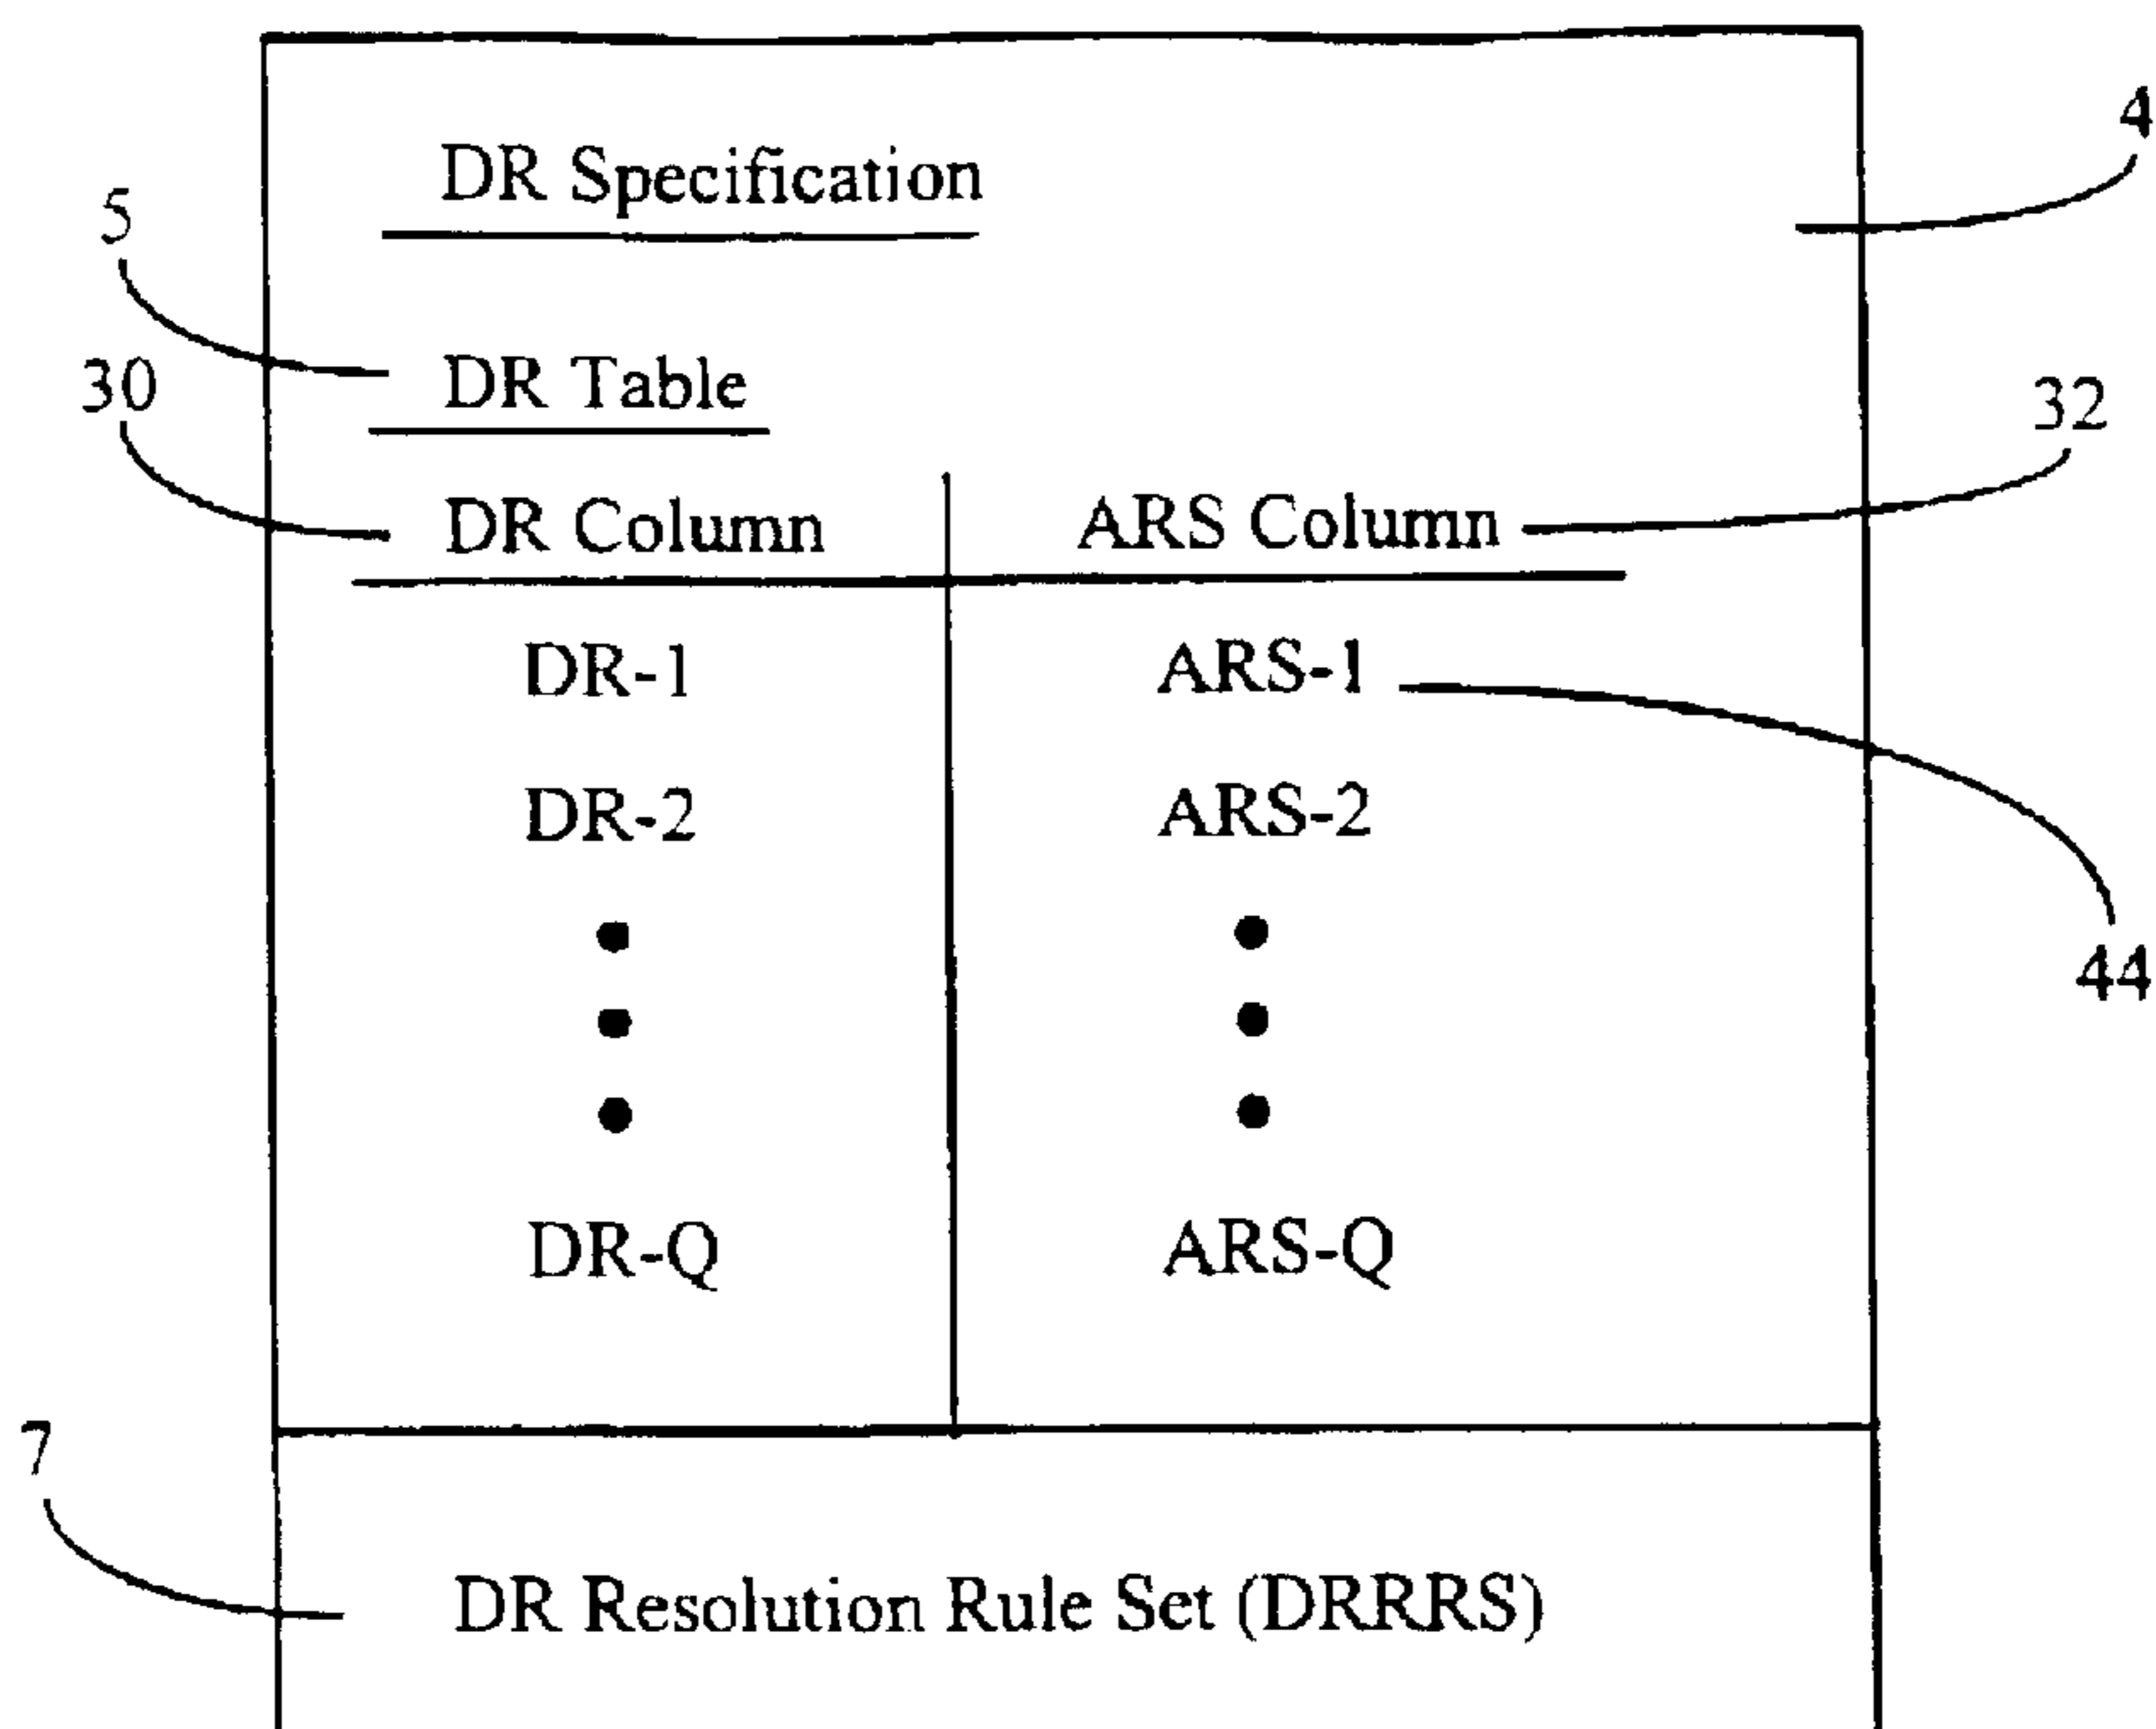 4
DR Specification
5
DR Table
30
32
DR Column ARS Column
DR-1 ARS-1
DR-2 ARS-2
44
DR-Q ARS-Q
7
DR Resolution Rule Set (DRRRS)